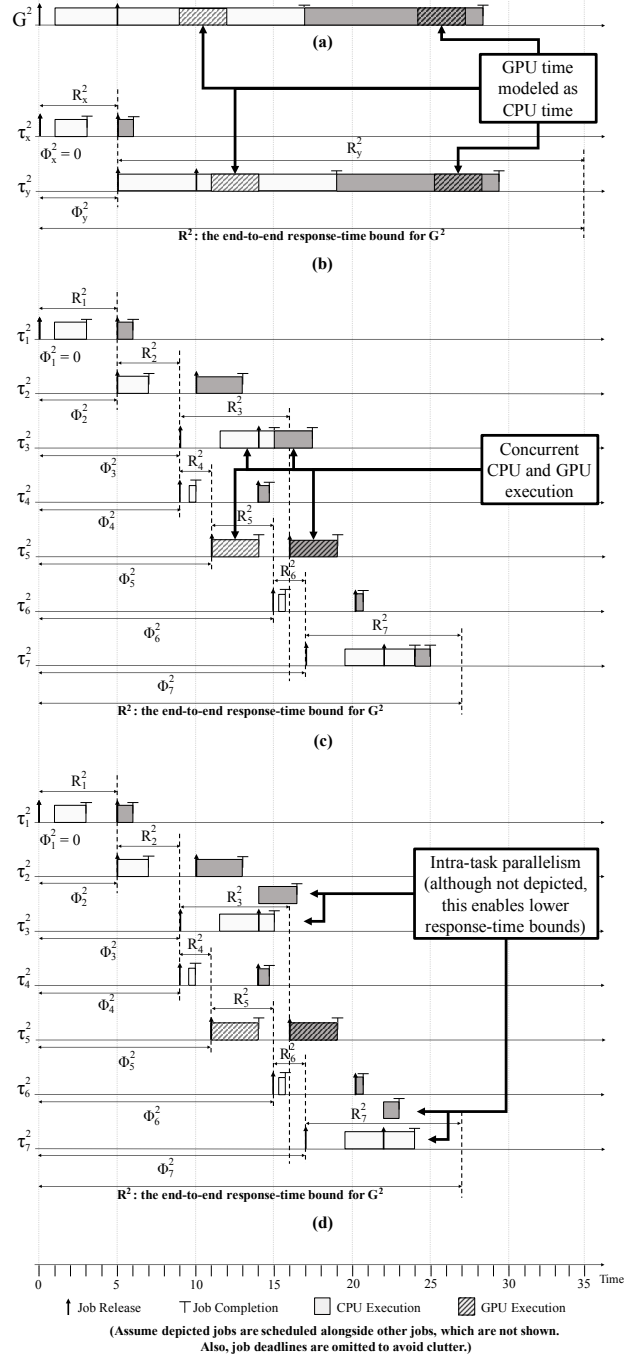 G²
(a)
GPU time
modeled as
CPU time
R²ₓ
τ²ₓ
Φ²ₓ = 0
R²ᵧ
τ²ᵧ
Φ²ᵧ
R² : the end-to-end response-time bound for G²
(b)
R²₁
τ²₁
Φ²₁ = 0
R²₂
τ²₂
Φ²₂
R²₃
τ²₃
Φ²₃
R²₄
Concurrent
CPU and GPU
execution
τ²₄
Φ²₄
R²₅
τ²₅
Φ²₅
R²₆
τ²₆
Φ²₆
R²₇
τ²₇
Φ²₇
R² : the end-to-end response-time bound for G²
(c)
R²₁
τ²₁
Φ²₁ = 0
R²₂
τ²₂
Φ²₂
Intra-task parallelism
(although not depicted,
this enables lower
response-time bounds)
R²₃
τ²₃
Φ²₃
R²₄
τ²₄
Φ²₄
R²₅
τ²₅
Φ²₅
R²₆
τ²₆
Φ²₆
R²₇
τ²₇
Φ²₇
R² : the end-to-end response-time bound for G²
(d)
0 5 10 15 20 25 30 35 Time
Job Release Job Completion CPU Execution GPU Execution
(Assume depicted jobs are scheduled alongside other jobs, which are not shown.
Also, job deadlines are omitted to avoid clutter.)